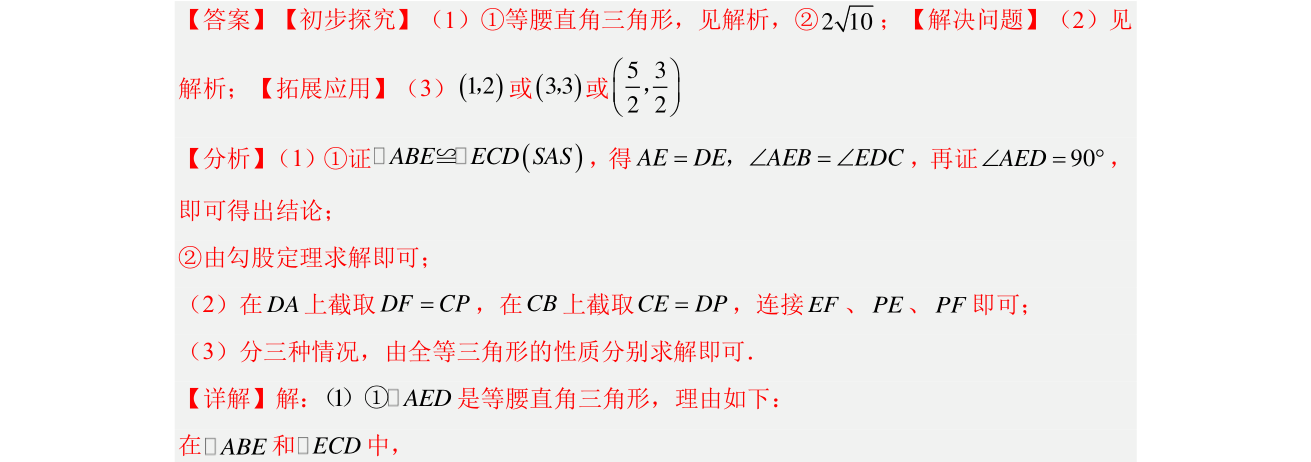 【答案】【初步探究】（1）①等腰直角三角形，见解析，②2√10；【解决问题】（2）见
解析；【拓展应用】（3）(1,2)或(3,3)或(5/2,3/2)
【分析】（1）①证□ABE≌□ECD(SAS)，得AE=DE，∠AEB=∠EDC，再证∠AED=90°，
即可得出结论；
②由勾股定理求解即可；
（2）在DA上截取DF=CP，在CB上截取CE=DP，连接EF、PE、PF即可；
（3）分三种情况，由全等三角形的性质分别求解即可．
【详解】解：（1）①□AED是等腰直角三角形，理由如下：
在□ABE和□ECD中，